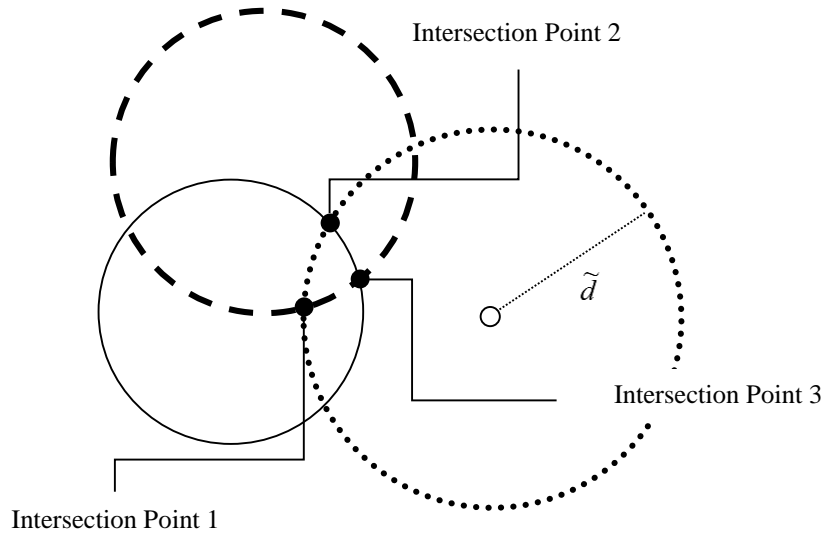 Intersection Point 2
d̃
Intersection Point 3
Intersection Point 1